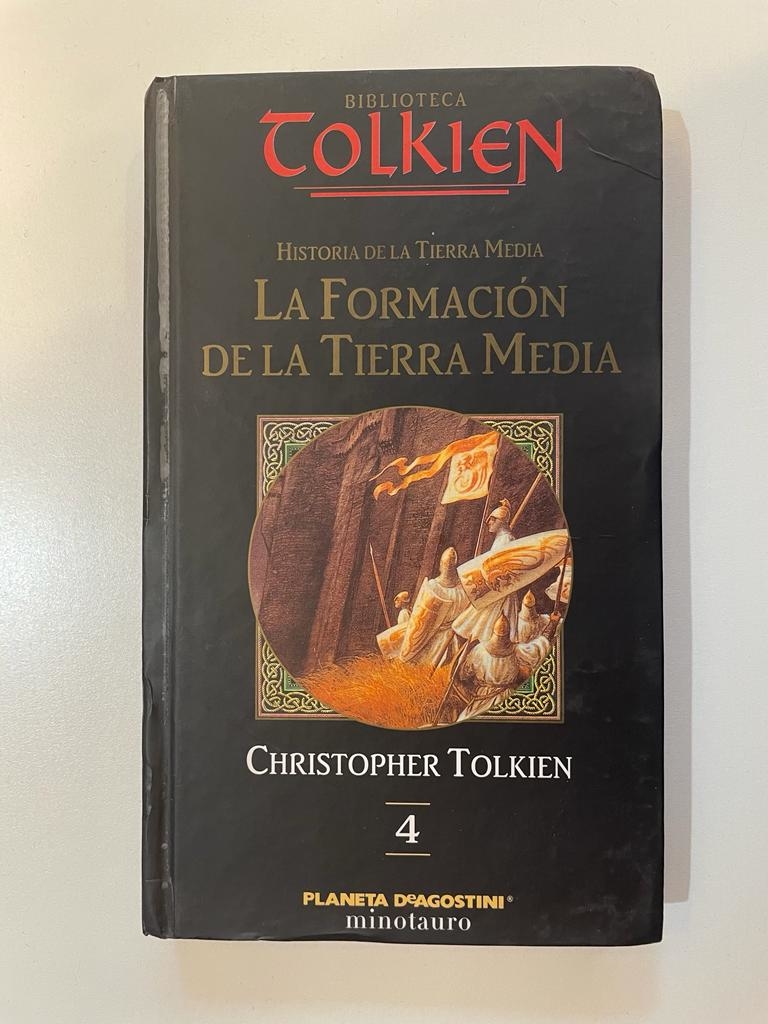 BIBLIOTECA
TOLKIEN
HISTORIA DE LA TIERRA MEDIA
LA FORMACIÓN
DE LA TIERRA MEDIA
CHRISTOPHER TOLKIEN
4
PLANETA DeAGOSTINI®
minotauro